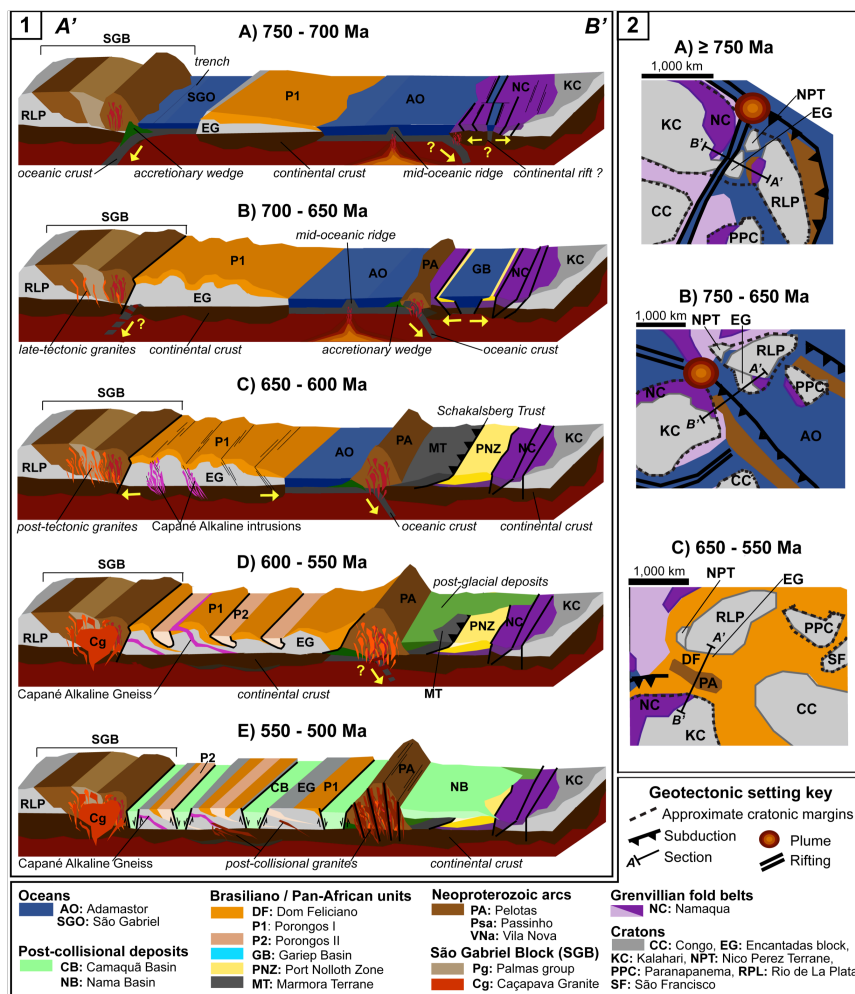 1
A'
B'
A) 750 - 700 Ma
SGB
trench
RLP
SGO
P1
EG
AO
NC
KC
?
?
oceanic crust
accretionary wedge
continental crust
mid-oceanic ridge
continental rift ?
B) 700 - 650 Ma
SGB
mid-oceanic ridge
P1
AO
PA
GB
NC
KC
RLP
EG
?
late-tectonic granites
continental crust
accretionary wedge
oceanic crust
C) 650 - 600 Ma
SGB
Schakalsberg Trust
P1
AO
PA
MT
PNZ
NC
KC
RLP
EG
post-tectonic granites
Capané Alkaline intrusions
oceanic crust
continental crust
D) 600 - 550 Ma
SGB
post-glacial deposits
P1
P2
PA
PNZ
NC
KC
RLP
Cg
EG
?
Capané Alkaline Gneiss
continental crust
MT
E) 550 - 500 Ma
SGB
P2
CB
EG
P1
PA
NB
KC
RLP
Cg
Capané Alkaline Gneiss
post-collisional granites
continental crust
2
A) ≥ 750 Ma
1,000 km
NPT
EG
NC
KC
B'
A'
RLP
CC
PPC
B) 750 - 650 Ma
1,000 km
NPT
EG
RLP
A'
PPC
NC
B'
KC
AO
CC
C) 650 - 550 Ma
1,000 km
NPT
EG
RLP
A'
PPC
SF
DF
PA
NC
B'
CC
KC
Geotectonic setting key
Approximate cratonic margins
Subduction
Plume
A'
Section
Rifting
Oceans
AO: Adamastor
SGO: São Gabriel
Post-collisional deposits
CB: Camaquã Basin
NB: Nama Basin
Brasiliano / Pan-African units
DF: Dom Feliciano
P1: Porongos I
P2: Porongos II
GB: Gariep Basin
PNZ: Port Nolloth Zone
MT: Marmora Terrane
Neoproterozoic arcs
PA: Pelotas
Psa: Passinho
VNa: Vila Nova
São Gabriel Block (SGB)
Pg: Palmas group
Cg: Caçapava Granite
Grenvillian fold belts
NC: Namaqua
Cratons
CC: Congo, EG: Encantadas block,
KC: Kalahari, NPT: Nico Perez Terrane,
PPC: Paranapanema, RPL: Rio de La Plata
SF: São Francisco